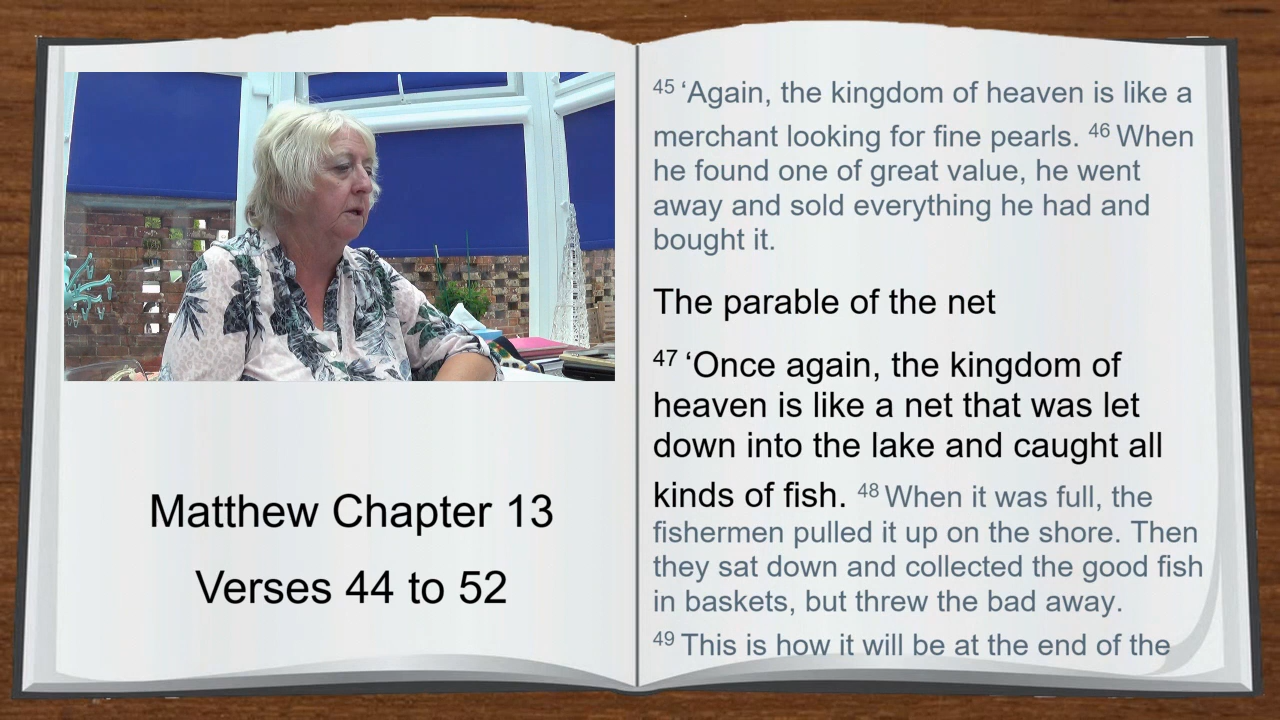 Matthew Chapter 13
Verses 44 to 52
45 ‘Again, the kingdom of heaven is like a
merchant looking for fine pearls. 46 When
he found one of great value, he went
away and sold everything he had and
bought it.
The parable of the net
47 ‘Once again, the kingdom of
heaven is like a net that was let
down into the lake and caught all
kinds of fish. 48 When it was full, the
fishermen pulled it up on the shore. Then
they sat down and collected the good fish
in baskets, but threw the bad away.
49 This is how it will be at the end of the